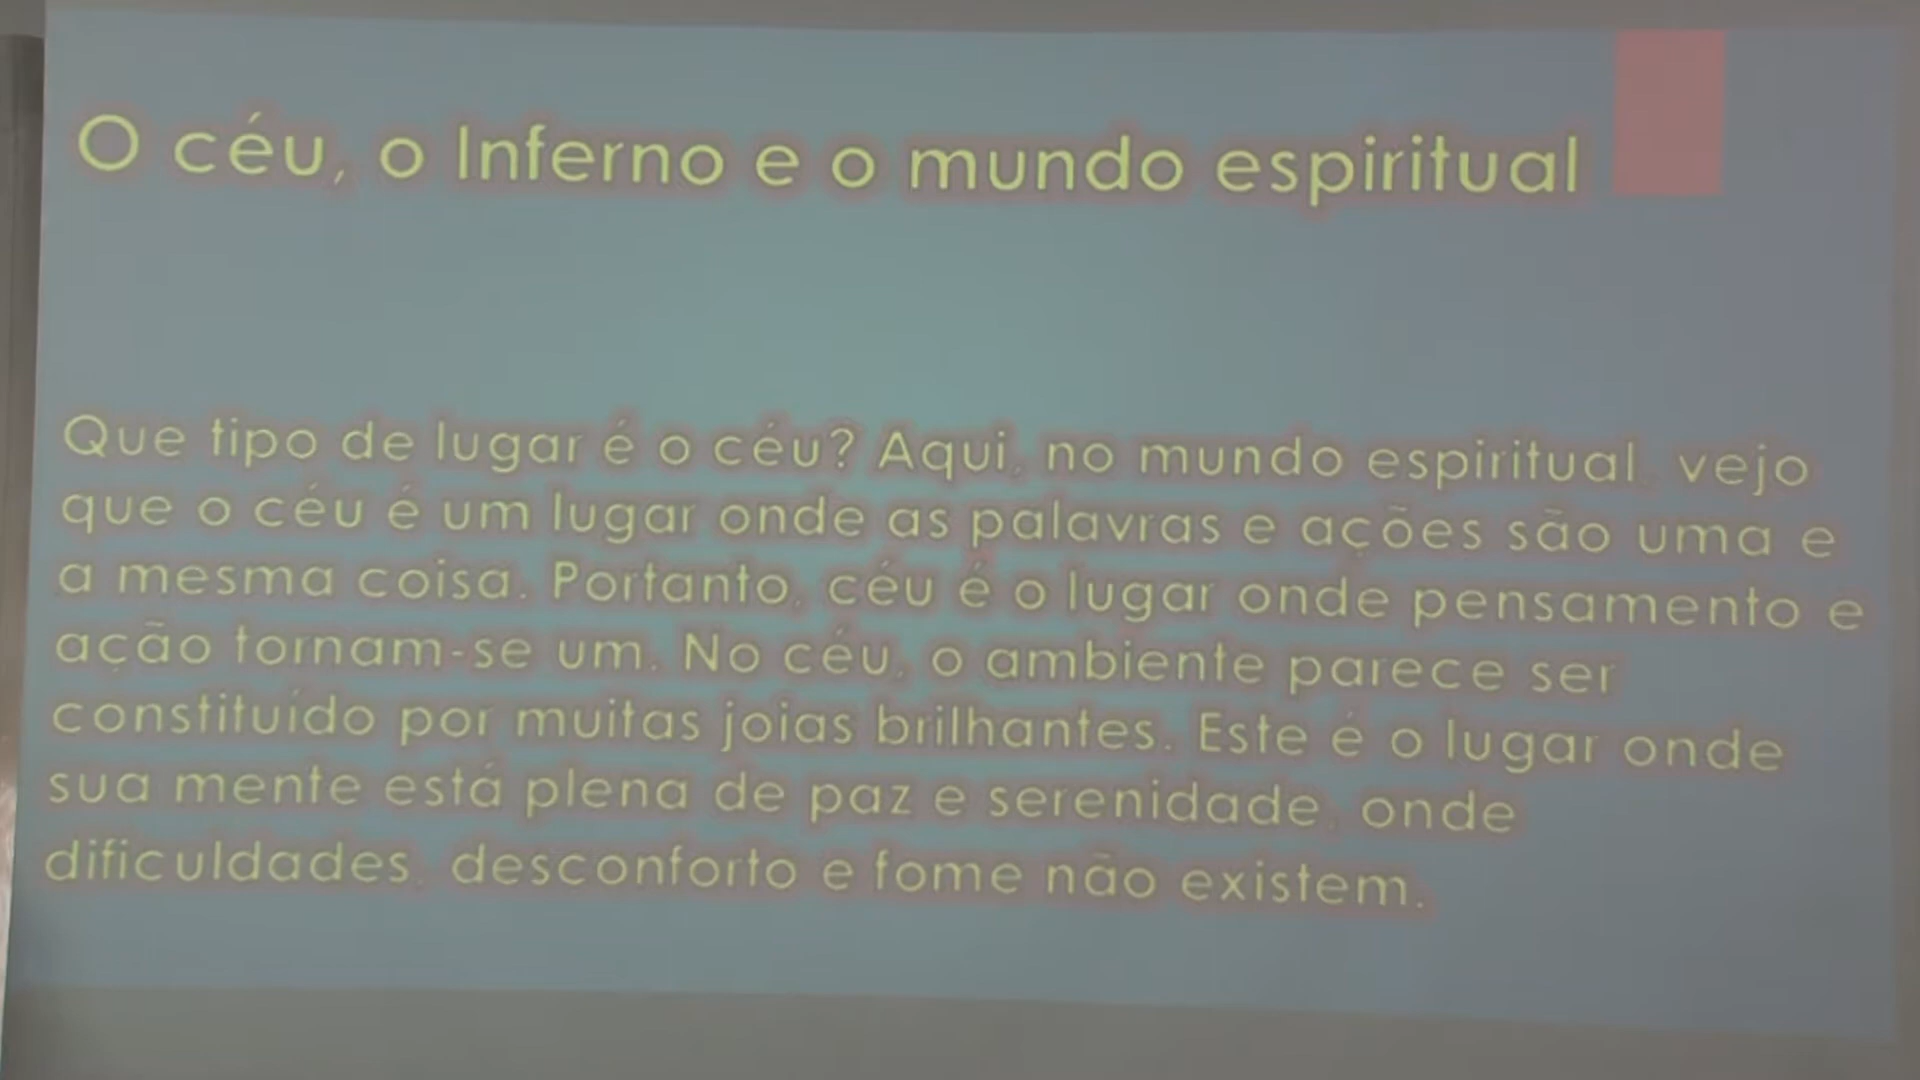 O céu, o Inferno e o mundo espiritual
Que tipo de lugar é o céu? Aqui, no mundo espiritual, vejo
que o céu é um lugar onde as palavras e ações são uma e
a mesma coisa. Portanto, céu é o lugar onde pensamento e
ação tornam-se um. No céu, o ambiente parece ser
constituído por muitas joias brilhantes. Este é o lugar onde
sua mente está plena de paz e serenidade, onde
dificuldades, desconforto e fome não existem.